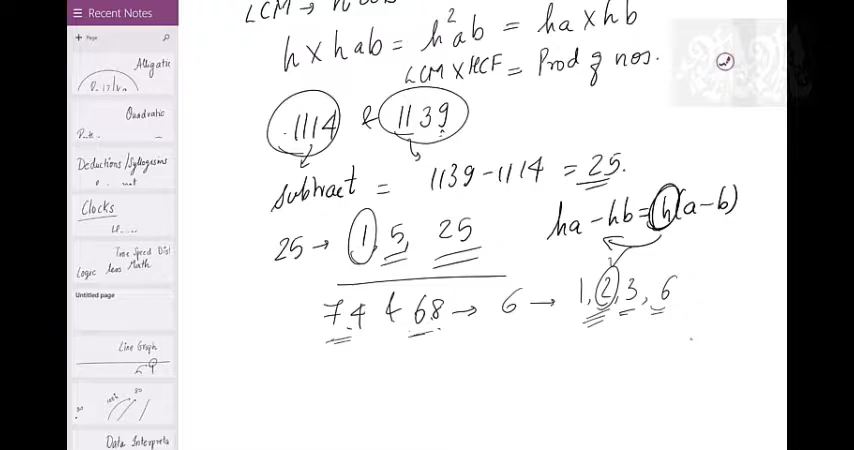 Recent Notes
+ Page
Alligatio
Quadratic
Deductions/Syllogisms
Clocks
Time Speed Dist
Logic less Math
Untitled page
Line Graph
Data Interpreta
LCM →
h × hab = h²ab = ha × hb
LCM × HCF = Prod of nos.
1114 & 1139
subtract = 1139 - 1114 = 25.
ha - hb = h(a - b)
25 → 1, 5, 25
74 & 68 → 6 → 1, 2, 3, 6